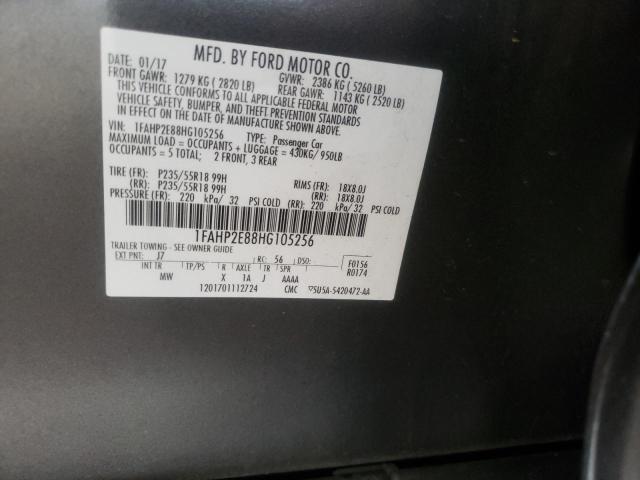 MFD. BY FORD MOTOR CO.
DATE: 01/17 GVWR: 2386 KG ( 5260 LB)
FRONT GAWR: 1279 KG ( 2820 LB) REAR GAWR: 1143 KG ( 2520 LB)
THIS VEHICLE CONFORMS TO ALL APPLICABLE FEDERAL MOTOR
VEHICLE SAFETY, BUMPER, AND THEFT PREVENTION STANDARDS
IN EFFECT ON THE DATE OF MANUFACTURE SHOWN ABOVE.
VIN: 1FAHP2E88HG105256 TYPE: Passenger Car
MAXIMUM LOAD = OCCUPANTS + LUGGAGE = 430KG/ 950LB
OCCUPANTS = 5 TOTAL; 2 FRONT, 3 REAR
TIRE (FR): P235/55R18 99H RIMS (FR): 18X8.0J
(RR): P235/55R18 99H (RR): 18X8.0J
PRESSURE (FR): 220 kPa/ 32 PSI COLD (RR): 220 kPa/ 32 PSI COLD
1FAHP2E88HG105256
TRAILER TOWING - SEE OWNER GUIDE
EXT PNT: J7 RC: 56 DSO: F0156
R0174
INT TR TP/PS R AXLE TR SPR
MW X 1A J AAAA
1201701112724 CMC ▽5U5A-5420472-AA